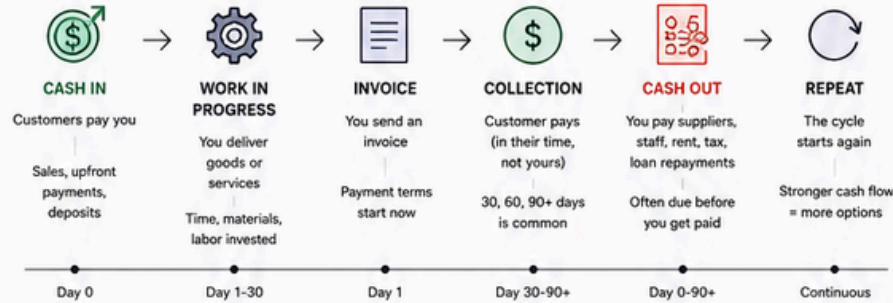 CASH IN
Customers pay you
Sales, upfront
payments,
deposits
Day 0
WORK IN
PROGRESS
You deliver
goods or
services
Time, materials,
labor invested
Day 1-30
INVOICE
You send an
invoice
Payment terms
start now
Day 1
COLLECTION
Customer pays
(in their time,
not yours)
30, 60, 90+ days
is common
Day 30-90+
CASH OUT
You pay suppliers,
staff, rent, tax,
loan repayments
Often due before
you get paid
Day 0-90+
REPEAT
The cycle
starts again
Stronger cash flow
= more options
Continuous